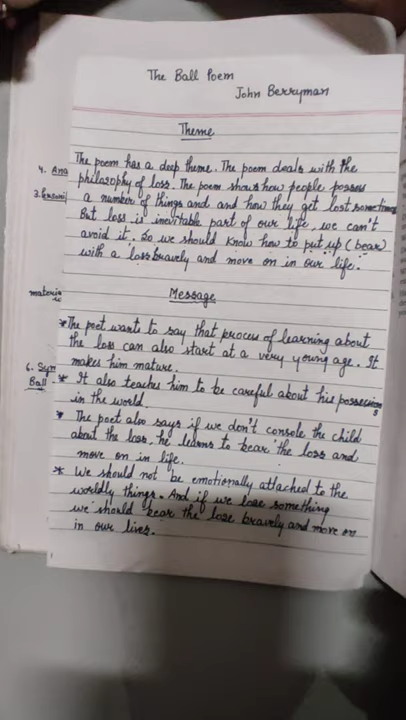 The Ball Poem
John Berryman
Theme
The poem has a deep theme. The poem deals with the
4. Ana
philosophy of loss. The poem shows how people possess
a number of things and and how they get lost sometimes
But loss is inevitable part of our life, we can't
avoid it. So we should know how to put up (bear)
with a loss bravely and move on in our life.
Message
*The poet wants to say that process of learning about
the loss can also start at a very young age. It
makes him mature.
6. Sym
Ball
* It also teaches him to be careful about his possessions
in the world.
* The poet also says if we don't console the child
about the loss, he learns to bear the loss and
move on in life.
* We should not be emotionally attached to the
worldly things. And if we lose something
we should bear the lose bravely and move on
in our lives.